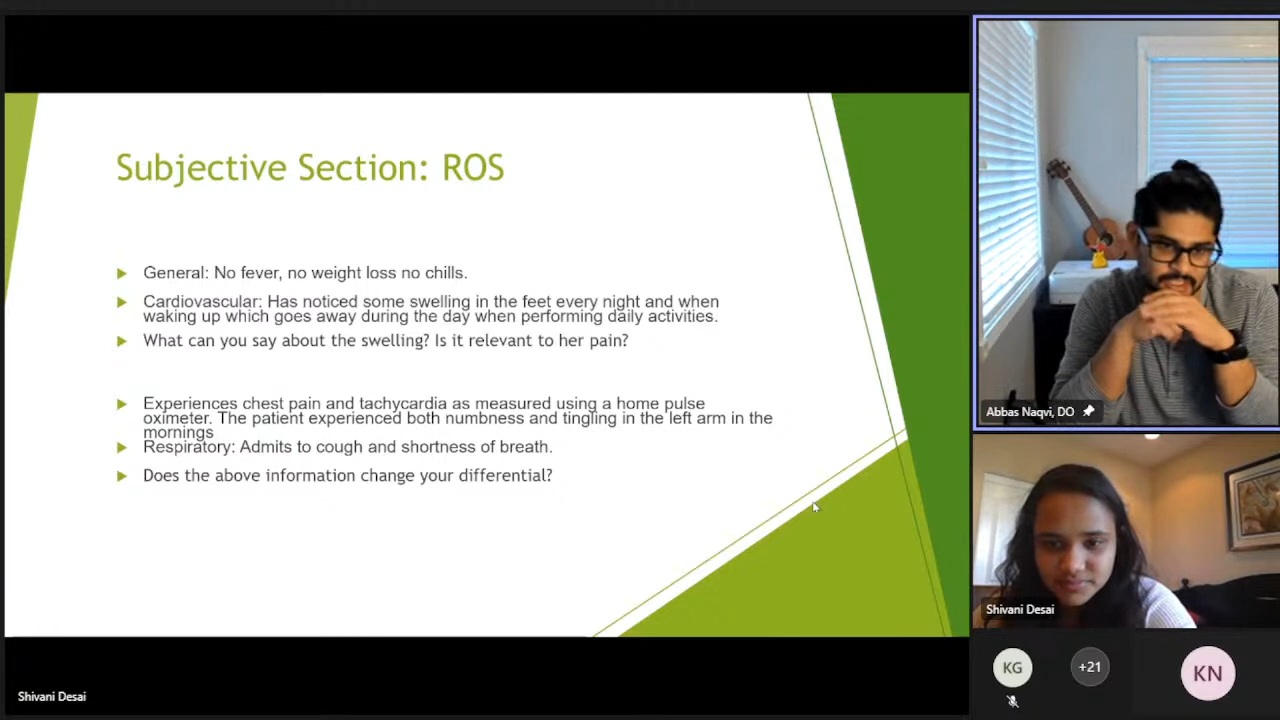 Subjective Section: ROS
General: No fever, no weight loss no chills.
Cardiovascular: Has noticed some swelling in the feet every night and when
waking up which goes away during the day when performing daily activities.
What can you say about the swelling? Is it relevant to her pain?
Experiences chest pain and tachycardia as measured using a home pulse
oximeter. The patient experienced both numbness and tingling in the left arm in the
mornings
Respiratory: Admits to cough and shortness of breath.
Does the above information change your differential?
Shivani Desai
Abbas Naqvi, DO
Shivani Desai
KG
+21
KN